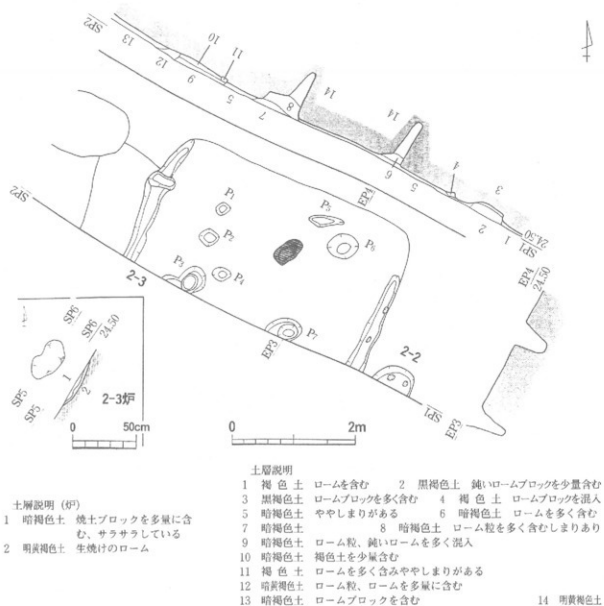 SP2
13
12
10
9
11
5
7
8
14
14
6
5
4
3
2
1
SP1
24.50
EP4
24.50
SP2
P1
P2
P3
P4
P5
P6
P7
EP4
EP3
2-3
2-2
SP1
EP3
SP6
SP6
24.50
SP5
SP5
1
2
2-3炉
0 50cm
0 2m
土層説明
1 褐色土 ロームを含む 2 黒褐色土 鈍いロームブロックを少量含む
3 黒褐色土 ロームブロックを多く含む 4 褐色土 ロームブロックを混入
5 暗褐色土 ややしまりがある 6 暗褐色土 ロームを多く含む
7 暗褐色土 8 暗褐色土 ローム粒を多く含むしまりあり
9 暗褐色土 ローム粒、鈍いロームを多く混入
10 暗褐色土 褐色土を少量含む
11 褐色土 ロームを多く含みややしまりがある
12 暗黄褐色土 ローム粒、ロームを多量に含む
13 暗褐色土 ロームブロックを含む 14 明黄褐色土
土層説明(炉)
1 暗褐色土 焼土ブロックを多量に含
む、サラサラしている
2 明黄褐色土 生焼けのローム